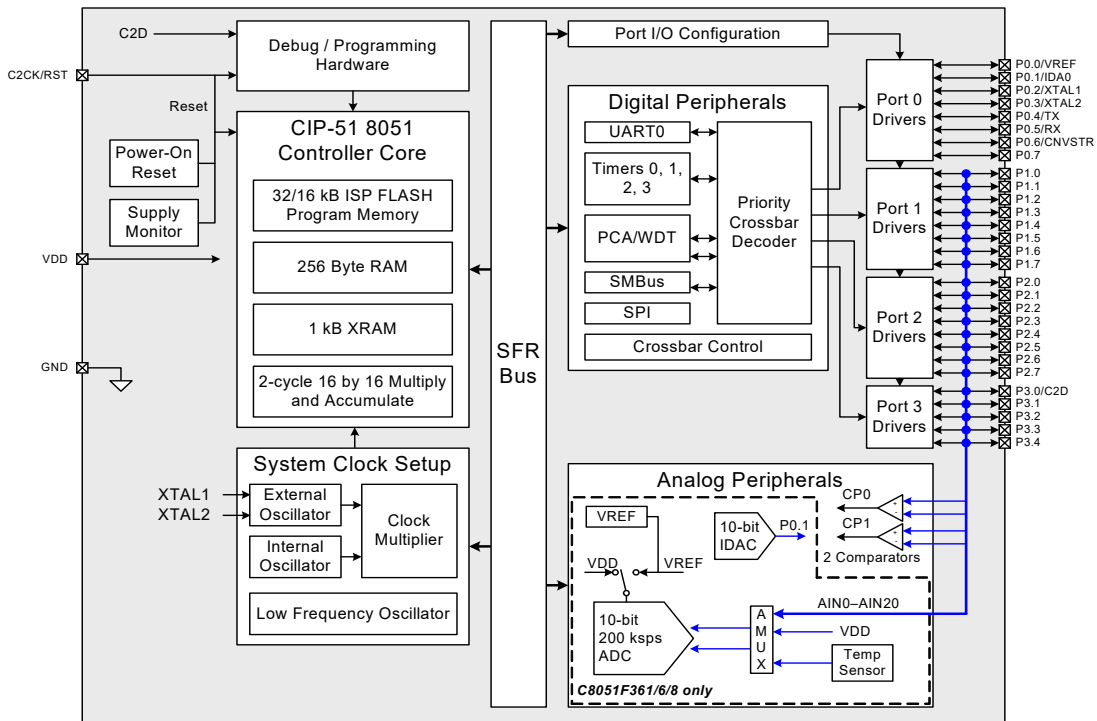 C2D
C2CK/RST
Reset
Power-On
Reset
Supply
Monitor
VDD
GND
Debug / Programming
Hardware
CIP-51 8051
Controller Core
32/16 kB ISP FLASH
Program Memory
256 Byte RAM
1 kB XRAM
2-cycle 16 by 16 Multiply
and Accumulate
System Clock Setup
XTAL1
XTAL2
External
Oscillator
Internal
Oscillator
Clock
Multiplier
Low Frequency Oscillator
SFR
Bus
Port I/O Configuration
Digital Peripherals
UART0
Timers 0, 1,
2, 3
PCA/WDT
SMBus
SPI
Priority
Crossbar
Decoder
Crossbar Control
Port 0
Drivers
Port 1
Drivers
Port 2
Drivers
Port 3
Drivers
P0.0/VREF
P0.1/IDA0
P0.2/XTAL1
P0.3/XTAL2
P0.4/TX
P0.5/RX
P0.6/CNVSTR
P0.7
P1.0
P1.1
P1.2
P1.3
P1.4
P1.5
P1.6
P1.7
P2.0
P2.1
P2.2
P2.3
P2.4
P2.5
P2.6
P2.7
P3.0/C2D
P3.1
P3.2
P3.3
P3.4
Analog Peripherals
VREF
VDD
VREF
10-bit
IDAC
P0.1
CP0
+
-
CP1
+
-
2 Comparators
10-bit
200 ksps
ADC
A
M
U
X
AIN0–AIN20
VDD
Temp
Sensor
C8051F361/6/8 only